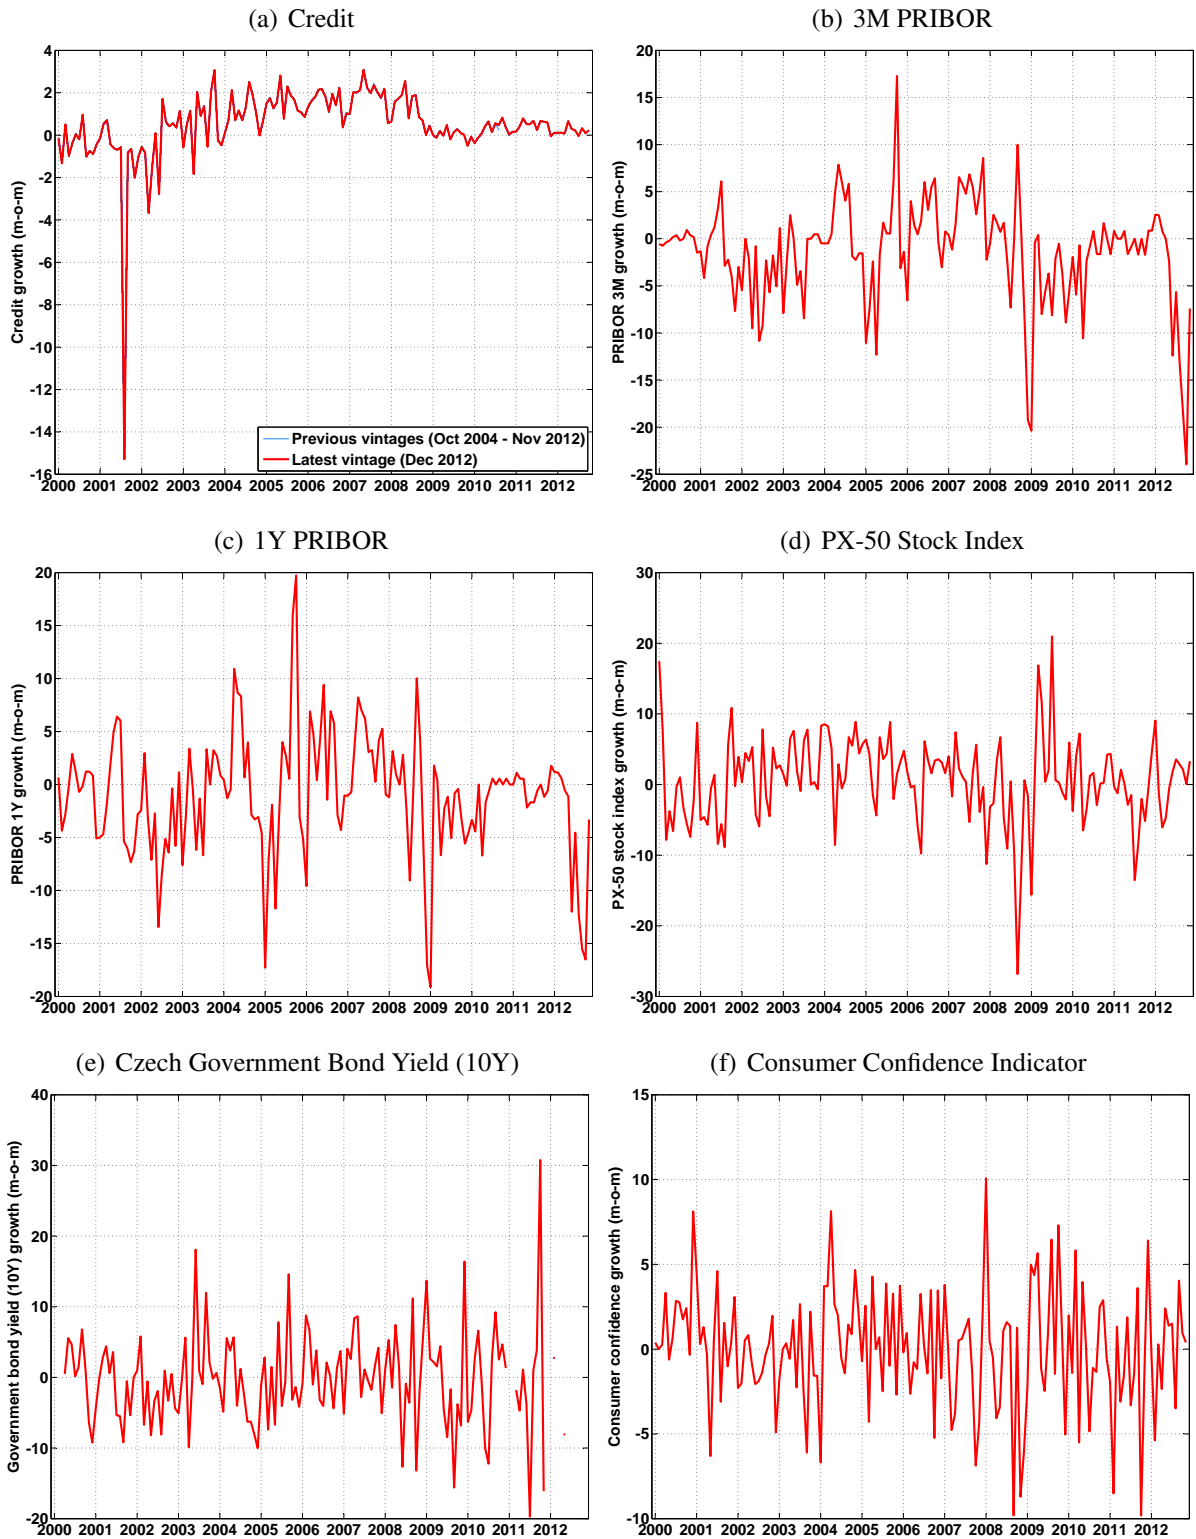 (a) Credit
4
2
0
-2
-4
-6
-8
-10
-12
-14
-16
Credit growth (m-o-m)
2000 2001 2002 2003 2004 2005 2006 2007 2008 2009 2010 2011 2012
Previous vintages (Oct 2004 - Nov 2012)
Latest vintage (Dec 2012)
(b) 3M PRIBOR
20
15
10
5
0
-5
-10
-15
-20
-25
PRIBOR 3M growth (m-o-m)
2000 2001 2002 2003 2004 2005 2006 2007 2008 2009 2010 2011 2012
(c) 1Y PRIBOR
20
15
10
5
0
-5
-10
-15
-20
PRIBOR 1Y growth (m-o-m)
2000 2001 2002 2003 2004 2005 2006 2007 2008 2009 2010 2011 2012
(d) PX-50 Stock Index
30
20
10
0
-10
-20
-30
PX-50 stock index growth (m-o-m)
2000 2001 2002 2003 2004 2005 2006 2007 2008 2009 2010 2011 2012
(e) Czech Government Bond Yield (10Y)
40
30
20
10
0
-10
-20
Government bond yield (10Y) growth (m-o-m)
2000 2001 2002 2003 2004 2005 2006 2007 2008 2009 2010 2011 2012
(f) Consumer Confidence Indicator
15
10
5
0
-5
-10
Consumer confidence growth (m-o-m)
2000 2001 2002 2003 2004 2005 2006 2007 2008 2009 2010 2011 2012